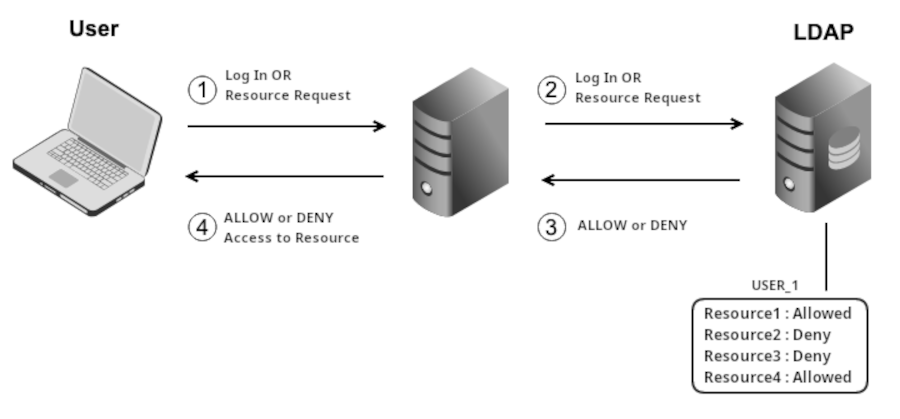 User
LDAP
1
Log In OR
Resource Request
2
Log In OR
Resource Request
4
ALLOW or DENY
Access to Resource
3
ALLOW or DENY
USER_1
Resource1 : Allowed
Resource2 : Deny
Resource3 : Deny
Resource4 : Allowed